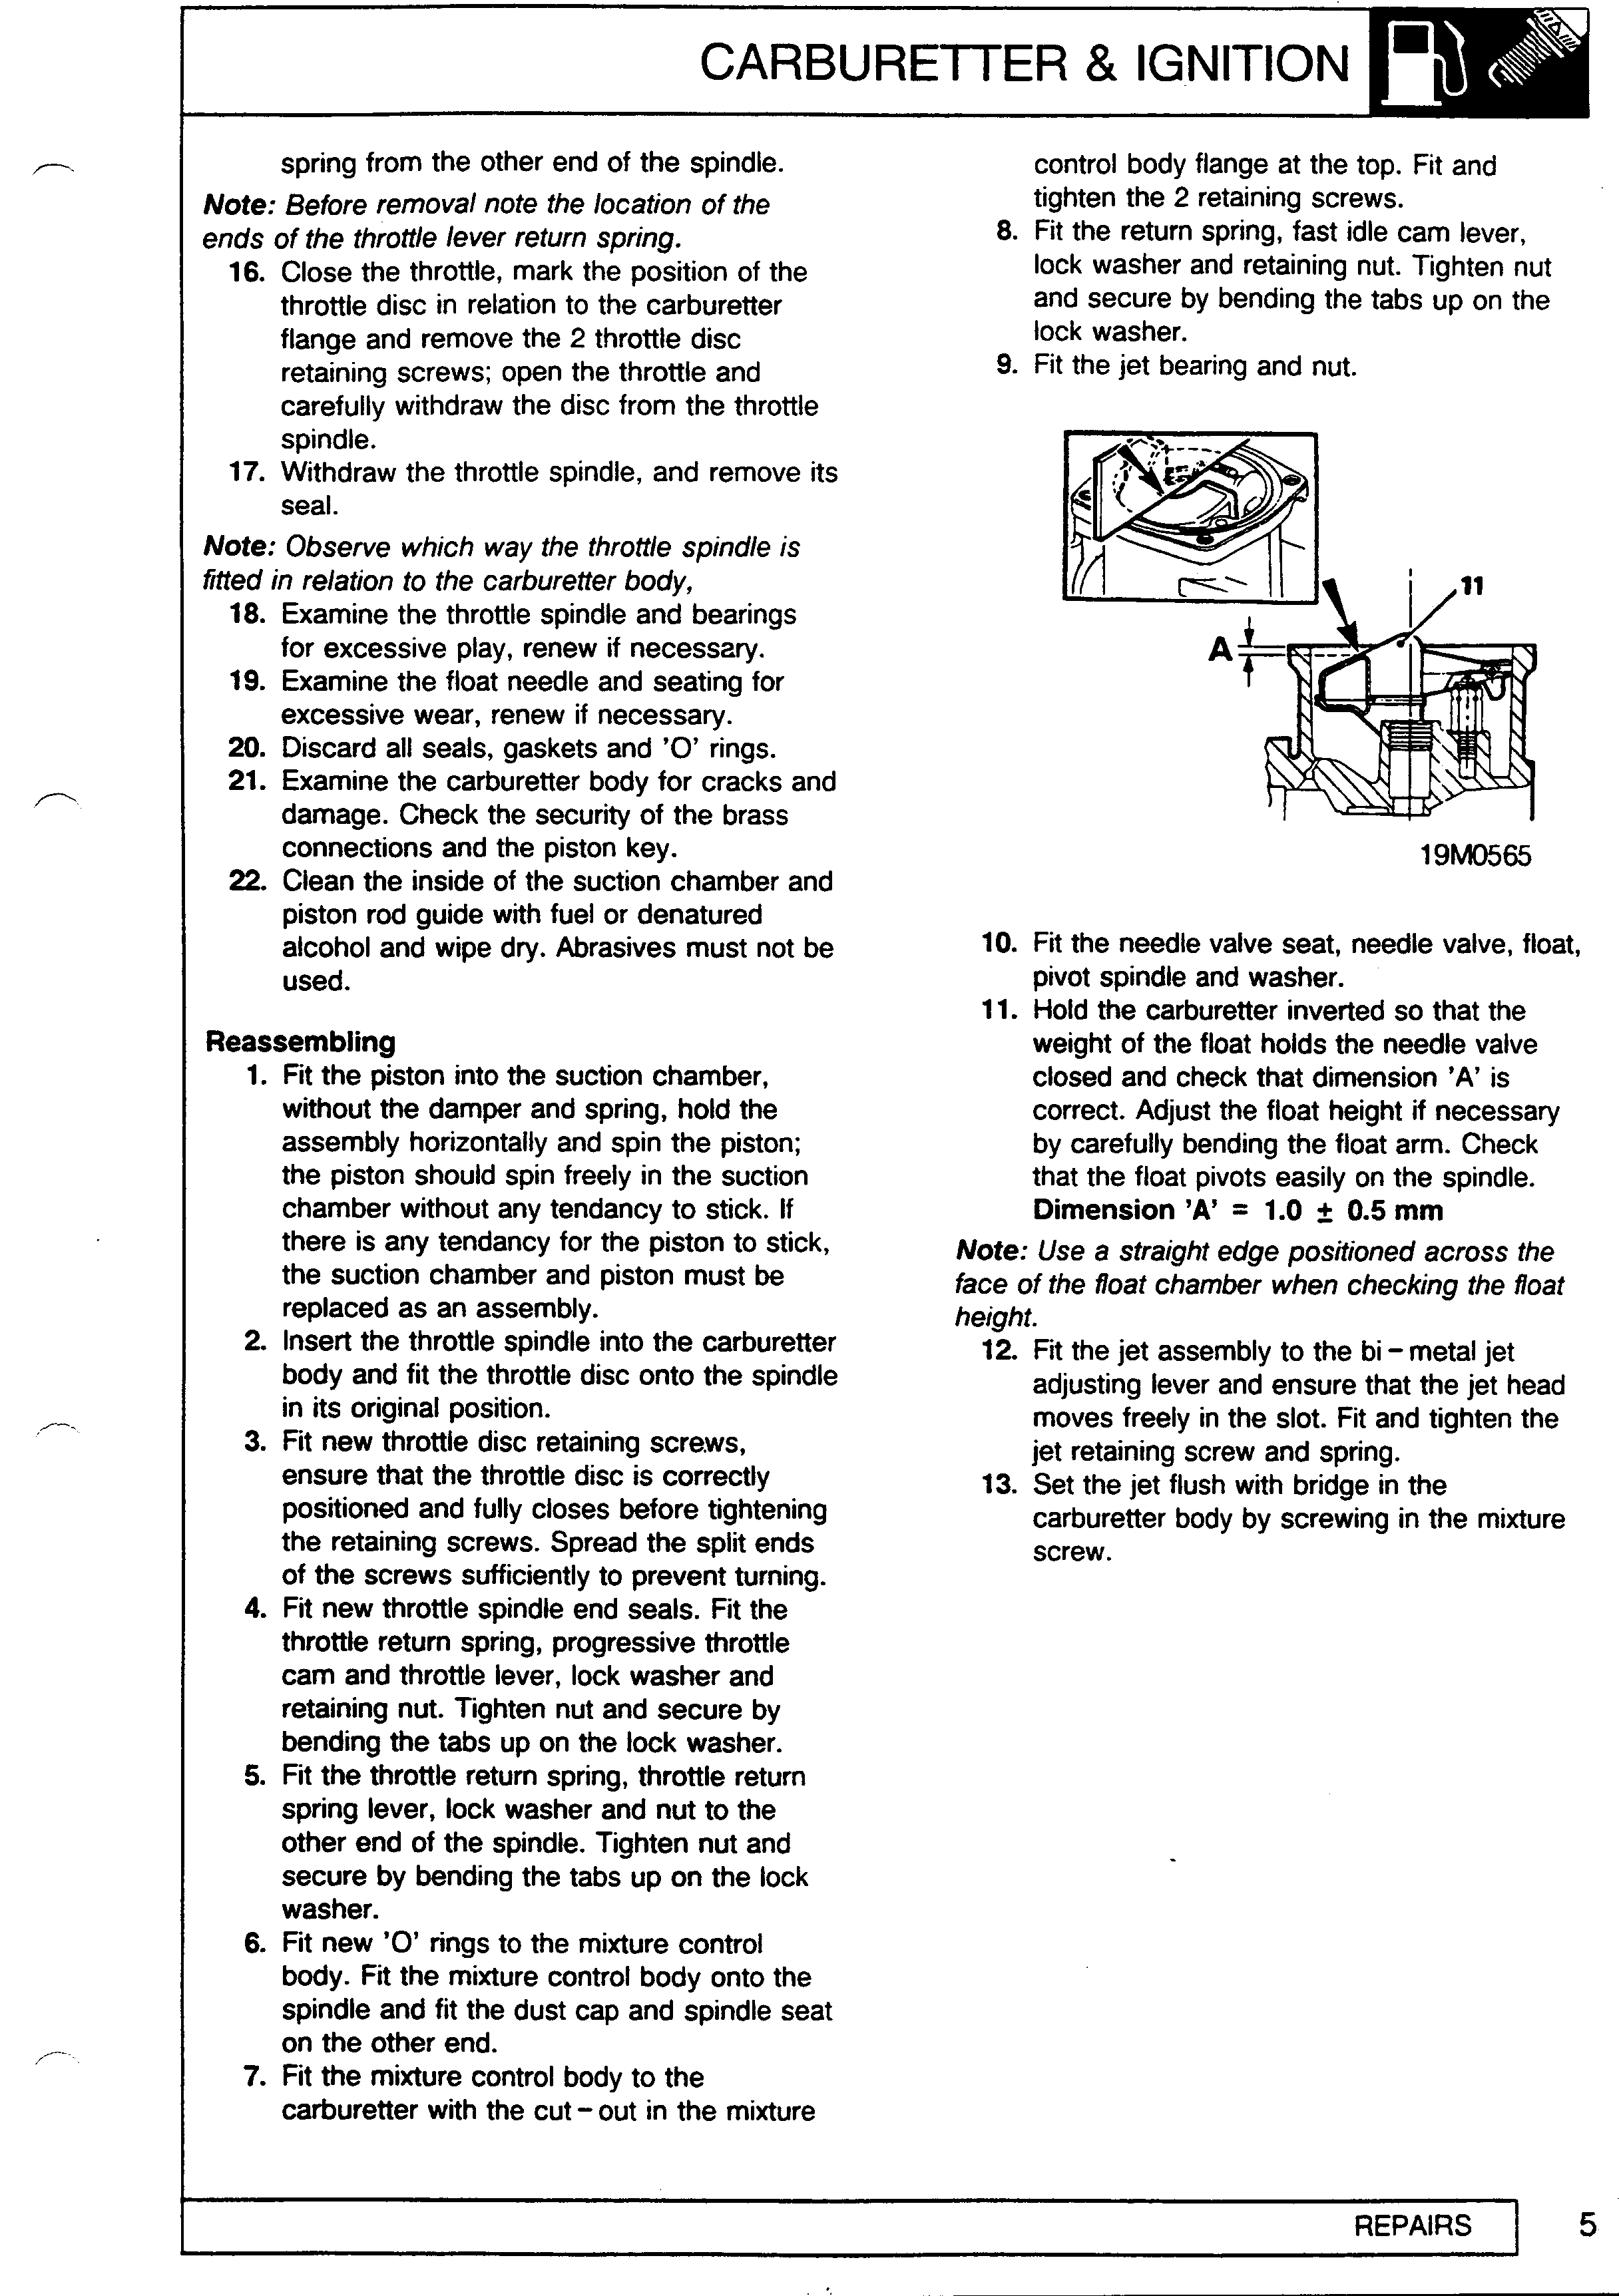 CARBURETTER & IGNITION
spring from the other end of the spindle.
Note: Before removal note the location of the
ends of the throttle lever return spring.
16. Close the throttle, mark the position of the
throttle disc in relation to the carburetter
flange and remove the 2 throttle disc
retaining screws; open the throttle and
carefully withdraw the disc from the throttle
spindle.
17. Withdraw the throttle spindle, and remove its
seal.
Note: Observe which way the throttle spindle is
fitted in relation to the carburetter body,
18. Examine the throttle spindle and bearings
for excessive play, renew if necessary.
19. Examine the float needle and seating for
excessive wear, renew if necessary.
20. Discard all seals, gaskets and 'O' rings.
21. Examine the carburetter body for cracks and
damage. Check the security of the brass
connections and the piston key.
22. Clean the inside of the suction chamber and
piston rod guide with fuel or denatured
alcohol and wipe dry. Abrasives must not be
used.
Reassembling
1. Fit the piston into the suction chamber,
without the damper and spring, hold the
assembly horizontally and spin the piston;
the piston should spin freely in the suction
chamber without any tendancy to stick. If
there is any tendancy for the piston to stick,
the suction chamber and piston must be
replaced as an assembly.
2. Insert the throttle spindle into the carburetter
body and fit the throttle disc onto the spindle
in its original position.
3. Fit new throttle disc retaining screws,
ensure that the throttle disc is correctly
positioned and fully closes before tightening
the retaining screws. Spread the split ends
of the screws sufficiently to prevent turning.
4. Fit new throttle spindle end seals. Fit the
throttle return spring, progressive throttle
cam and throttle lever, lock washer and
retaining nut. Tighten nut and secure by
bending the tabs up on the lock washer.
5. Fit the throttle return spring, throttle return
spring lever, lock washer and nut to the
other end of the spindle. Tighten nut and
secure by bending the tabs up on the lock
washer.
6. Fit new 'O' rings to the mixture control
body. Fit the mixture control body onto the
spindle and fit the dust cap and spindle seat
on the other end.
7. Fit the mixture control body to the
carburetter with the cut-out in the mixture
control body flange at the top. Fit and
tighten the 2 retaining screws.
8. Fit the return spring, fast idle cam lever,
lock washer and retaining nut. Tighten nut
and secure by bending the tabs up on the
lock washer.
9. Fit the jet bearing and nut.
11
A
19M0565
10. Fit the needle valve seat, needle valve, float,
pivot spindle and washer.
11. Hold the carburetter inverted so that the
weight of the float holds the needle valve
closed and check that dimension 'A' is
correct. Adjust the float height if necessary
by carefully bending the float arm. Check
that the float pivots easily on the spindle.
Dimension 'A' = 1.0 ± 0.5 mm
Note: Use a straight edge positioned across the
face of the float chamber when checking the float
height.
12. Fit the jet assembly to the bi-metal jet
adjusting lever and ensure that the jet head
moves freely in the slot. Fit and tighten the
jet retaining screw and spring.
13. Set the jet flush with bridge in the
carburetter body by screwing in the mixture
screw.
REPAIRS
5